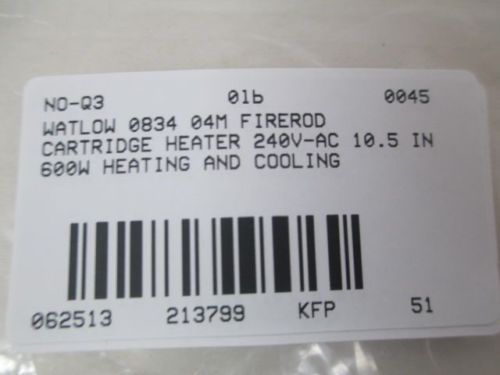 NO-Q3 01b 0045
WATLOW 0834 04M FIREROD
CARTRIDGE HEATER 240V-AC 10.5 IN
600W HEATING AND COOLING
062513 213799 KFP 51